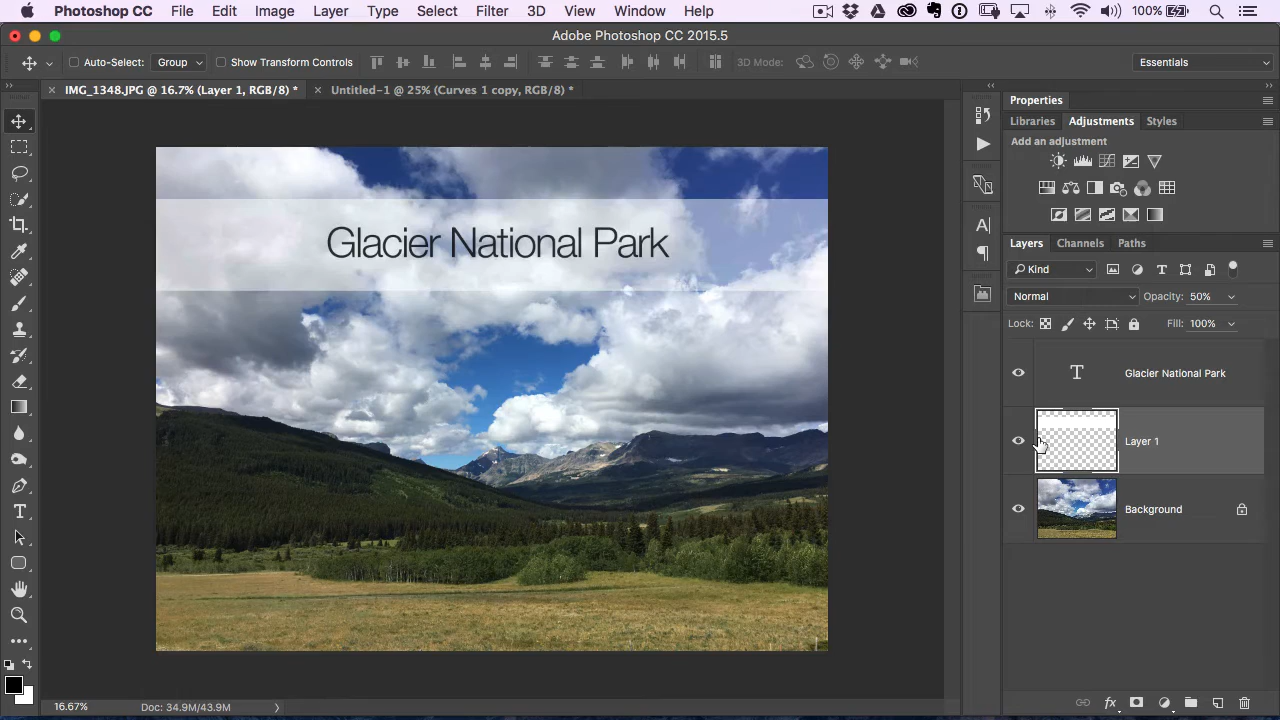 Photoshop CC File Edit Image Layer Type Select Filter 3D View Window Help 100%
Adobe Photoshop CC 2015.5
Auto-Select: Group Show Transform Controls 3D Mode: Essentials
IMG_1348.JPG @ 16.7% (Layer 1, RGB/8) * Untitled-1 @ 25% (Curves 1 copy, RGB/8) *
Properties
Libraries Adjustments Styles
Add an adjustment
Layers Channels Paths
Kind
Normal Opacity: 50%
Lock: Fill: 100%
Glacier National Park
Glacier National Park
Layer 1
Background
16.67% Doc: 34.9M/43.9M